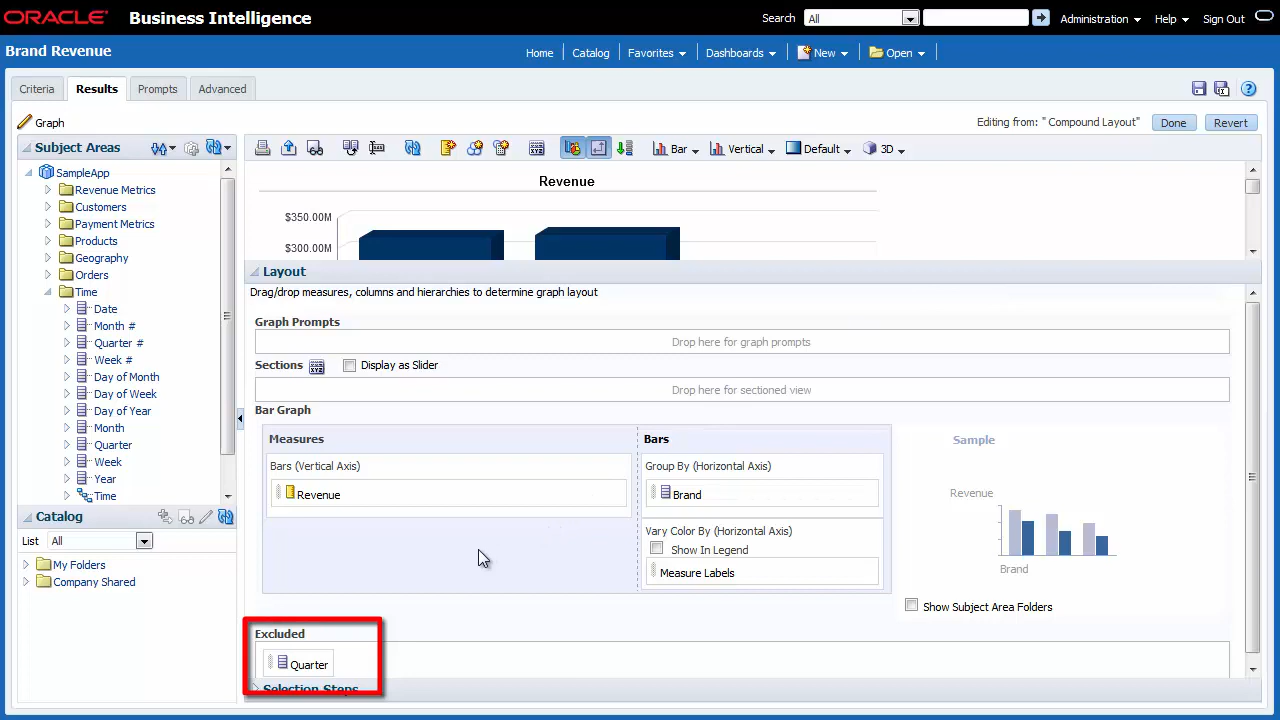 ORACLE Business Intelligence
Search All Administration Help Sign Out
Brand Revenue
Home Catalog Favorites Dashboards New Open
Criteria Results Prompts Advanced
Graph
Editing from: " Compound Layout" Done Revert
Subject Areas
Bar Vertical Default 3D
SampleApp
Revenue Metrics
Customers
Payment Metrics
Products
Geography
Orders
Time
Date
Month #
Quarter #
Week #
Day of Month
Day of Week
Day of Year
Month
Quarter
Week
Year
Time
Catalog
List All
My Folders
Company Shared
Revenue
$350.00M
$300.00M
Layout
Drag/drop measures, columns and hierarchies to determine graph layout
Graph Prompts
Drop here for graph prompts
Sections Display as Slider
Drop here for sectioned view
Bar Graph
Measures
Bars (Vertical Axis)
Revenue
Bars
Group By (Horizontal Axis)
Brand
Vary Color By (Horizontal Axis)
Show In Legend
Measure Labels
Sample
Revenue
Brand
Show Subject Area Folders
Excluded
Quarter
Selection Steps